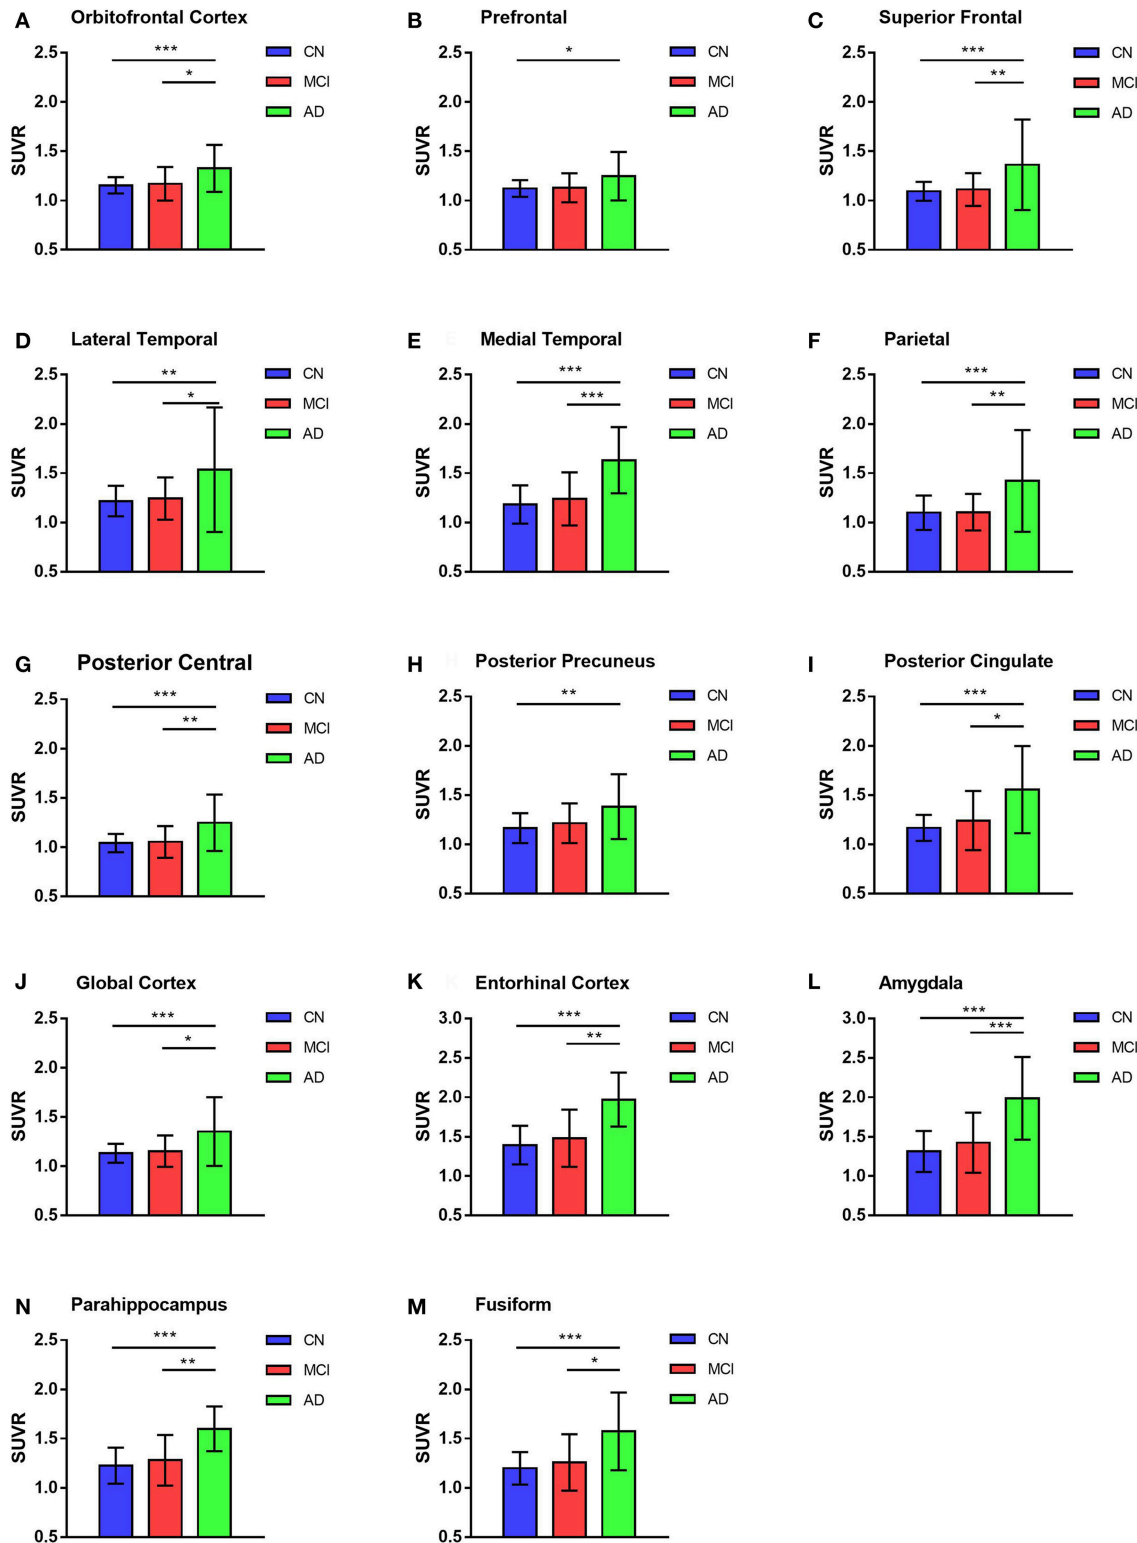 A Orbitofrontal Cortex
2.5
2.0
1.5
1.0
0.5
SUVR
***
*
CN
MCI
AD
B Prefrontal
2.5
2.0
1.5
1.0
0.5
SUVR
*
CN
MCI
AD
C Superior Frontal
2.5
2.0
1.5
1.0
0.5
SUVR
***
**
CN
MCI
AD
D Lateral Temporal
2.5
2.0
1.5
1.0
0.5
SUVR
**
*
CN
MCI
AD
E Medial Temporal
2.5
2.0
1.5
1.0
0.5
SUVR
***
***
CN
MCI
AD
F Parietal
2.5
2.0
1.5
1.0
0.5
SUVR
***
**
CN
MCI
AD
G Posterior Central
2.5
2.0
1.5
1.0
0.5
SUVR
***
**
CN
MCI
AD
H Posterior Precuneus
2.5
2.0
1.5
1.0
0.5
SUVR
**
CN
MCI
AD
I Posterior Cingulate
2.5
2.0
1.5
1.0
0.5
SUVR
***
*
CN
MCI
AD
J Global Cortex
2.5
2.0
1.5
1.0
0.5
SUVR
***
*
CN
MCI
AD
K Entorhinal Cortex
3.0
2.5
2.0
1.5
1.0
0.5
SUVR
***
**
CN
MCI
AD
L Amygdala
3.0
2.5
2.0
1.5
1.0
0.5
SUVR
***
***
CN
MCI
AD
N Parahippocampus
2.5
2.0
1.5
1.0
0.5
SUVR
***
**
CN
MCI
AD
M Fusiform
2.5
2.0
1.5
1.0
0.5
SUVR
***
*
CN
MCI
AD